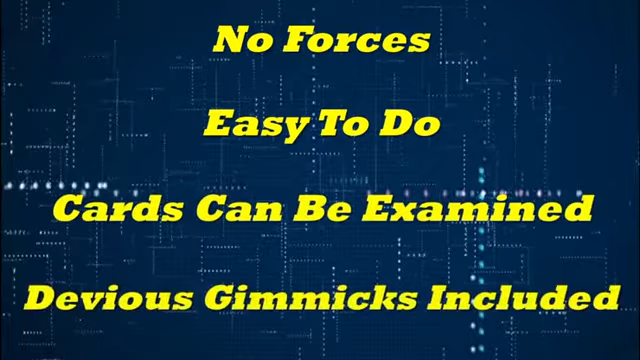 No Forces
Easy To Do
Cards Can Be Examined
Devious Gimmicks Included